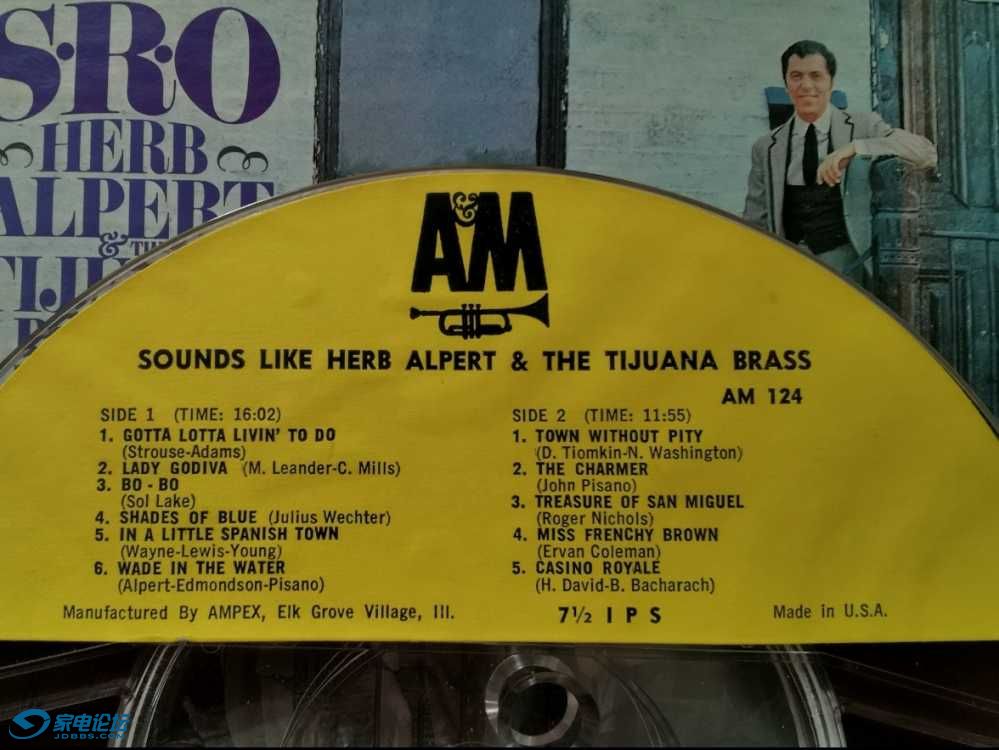 S·R·O
HERB
ALPERT
& THE
A&M
SOUNDS LIKE HERB ALPERT & THE TIJUANA BRASS
AM 124
SIDE 1 (TIME: 16:02)
1. GOTTA LOTTA LIVIN' TO DO
(Strouse-Adams)
2. LADY GODIVA (M. Leander-C. Mills)
3. BO - BO
(Sol Lake)
4. SHADES OF BLUE (Julius Wechter)
5. IN A LITTLE SPANISH TOWN
(Wayne-Lewis-Young)
6. WADE IN THE WATER
(Alpert-Edmondson-Pisano)
SIDE 2 (TIME: 11:55)
1. TOWN WITHOUT PITY
(D. Tiomkin-N. Washington)
2. THE CHARMER
(John Pisano)
3. TREASURE OF SAN MIGUEL
(Roger Nichols)
4. MISS FRENCHY BROWN
(Ervan Coleman)
5. CASINO ROYALE
(H. David-B. Bacharach)
Manufactured By AMPEX, Elk Grove Village, Ill.
7½ I P S
Made in U.S.A.
家电论坛
JDBBS.COM